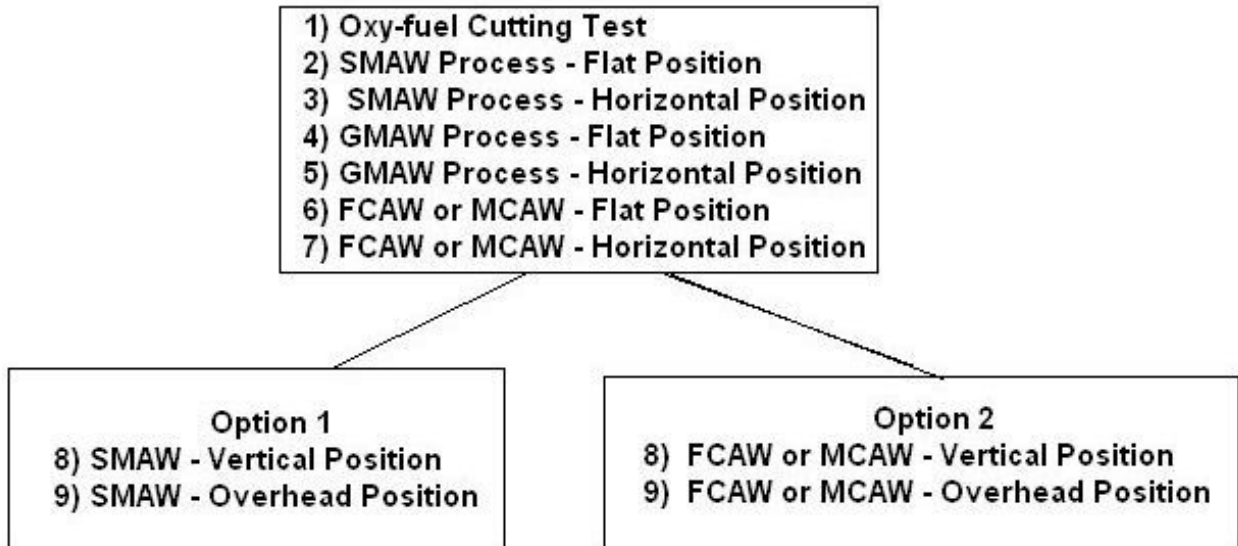 1) Oxy-fuel Cutting Test
2) SMAW Process - Flat Position
3) SMAW Process - Horizontal Position
4) GMAW Process - Flat Position
5) GMAW Process - Horizontal Position
6) FCAW or MCAW - Flat Position
7) FCAW or MCAW - Horizontal Position
Option 1
8) SMAW - Vertical Position
9) SMAW - Overhead Position
Option 2
8) FCAW or MCAW - Vertical Position
9) FCAW or MCAW - Overhead Position